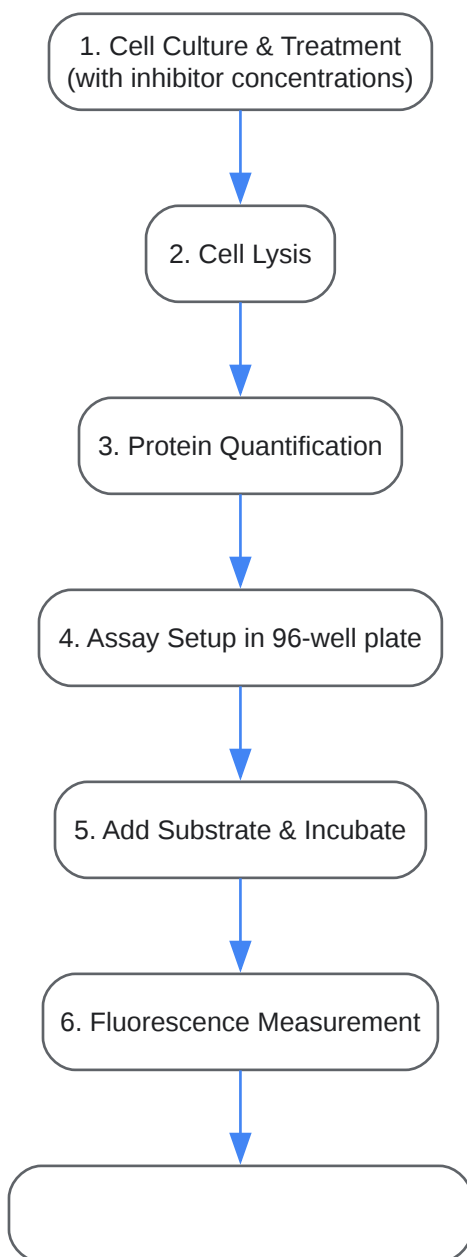 1. Cell Culture & Treatment
(with inhibitor concentrations)
2. Cell Lysis
3. Protein Quantification
4. Assay Setup in 96-well plate
5. Add Substrate & Incubate
6. Fluorescence Measurement